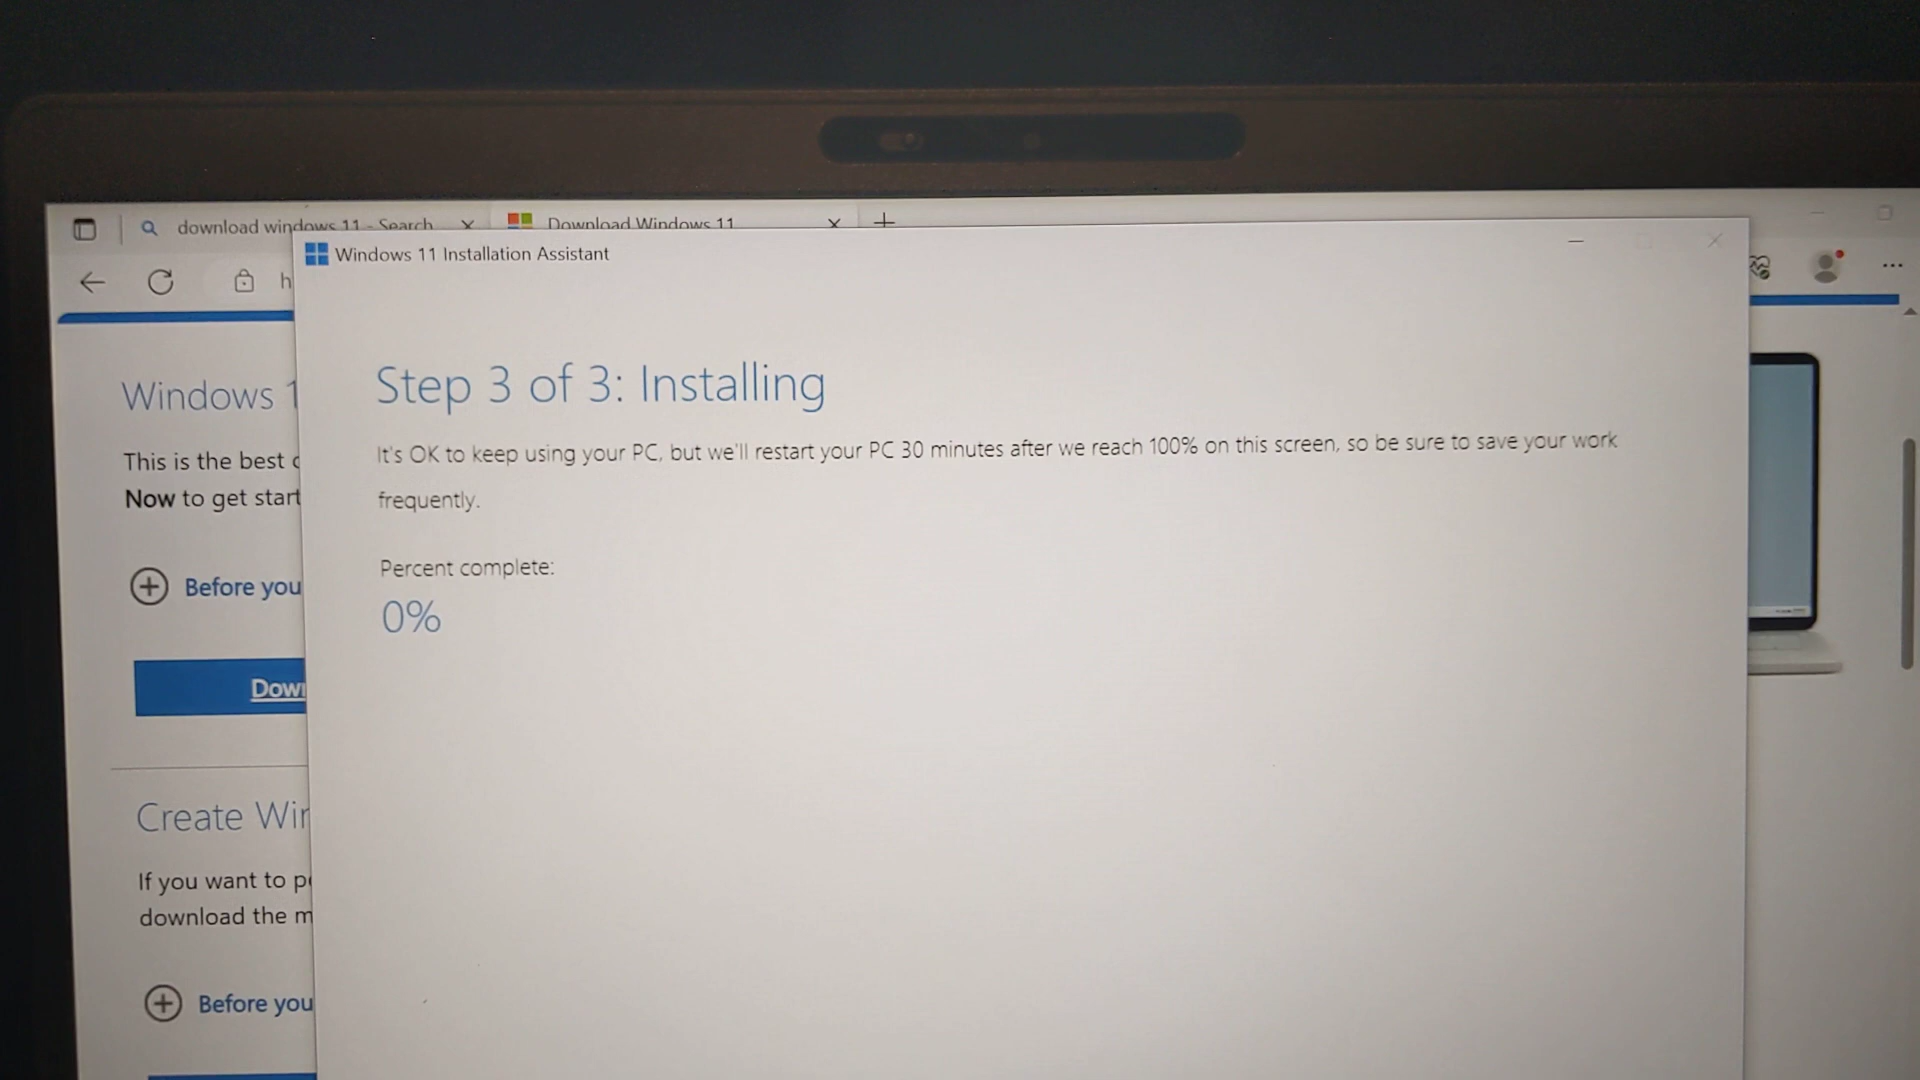 download windows 11 - Search
Download Windows 11
Windows 11 Installation Assistant
h
Windows 1
This is the best
Now to get start
Before you
Dow
Create Wi
If you want to
download the
Before you
Step 3 of 3: Installing
It's OK to keep using your PC, but we'll restart your PC 30 minutes after we reach 100% on this screen, so be sure to save your work
frequently.
Percent complete:
0%